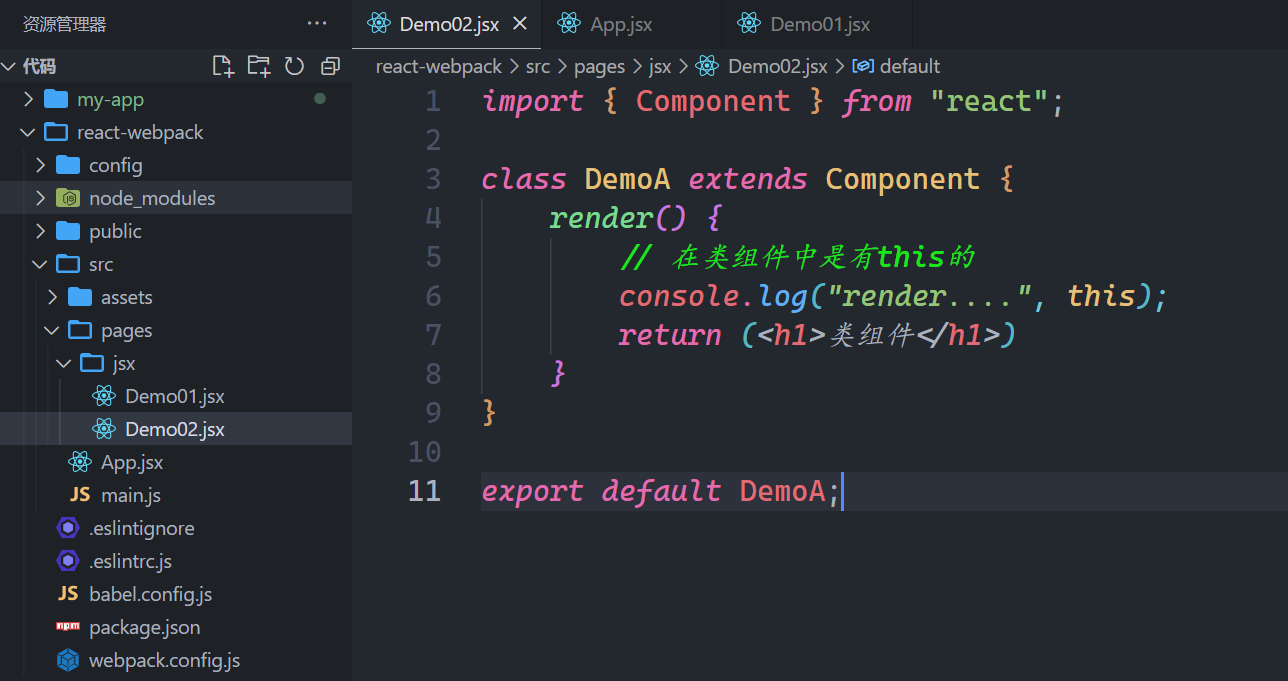 资源管理器 ···
代码
my-app
react-webpack
config
node_modules
public
src
assets
pages
jsx
Demo01.jsx
Demo02.jsx
App.jsx
JS main.js
.eslintignore
.eslintrc.js
JS babel.config.js
npm package.json
webpack.config.js
Demo02.jsx App.jsx Demo01.jsx
react-webpack > src > pages > jsx > Demo02.jsx > default
1 import { Component } from "react";
2
3 class DemoA extends Component {
4 render() {
5 // 在类组件中是有this的
6 console.log("render....", this);
7 return (<h1>类组件</h1>)
8 }
9 }
10
11 export default DemoA;